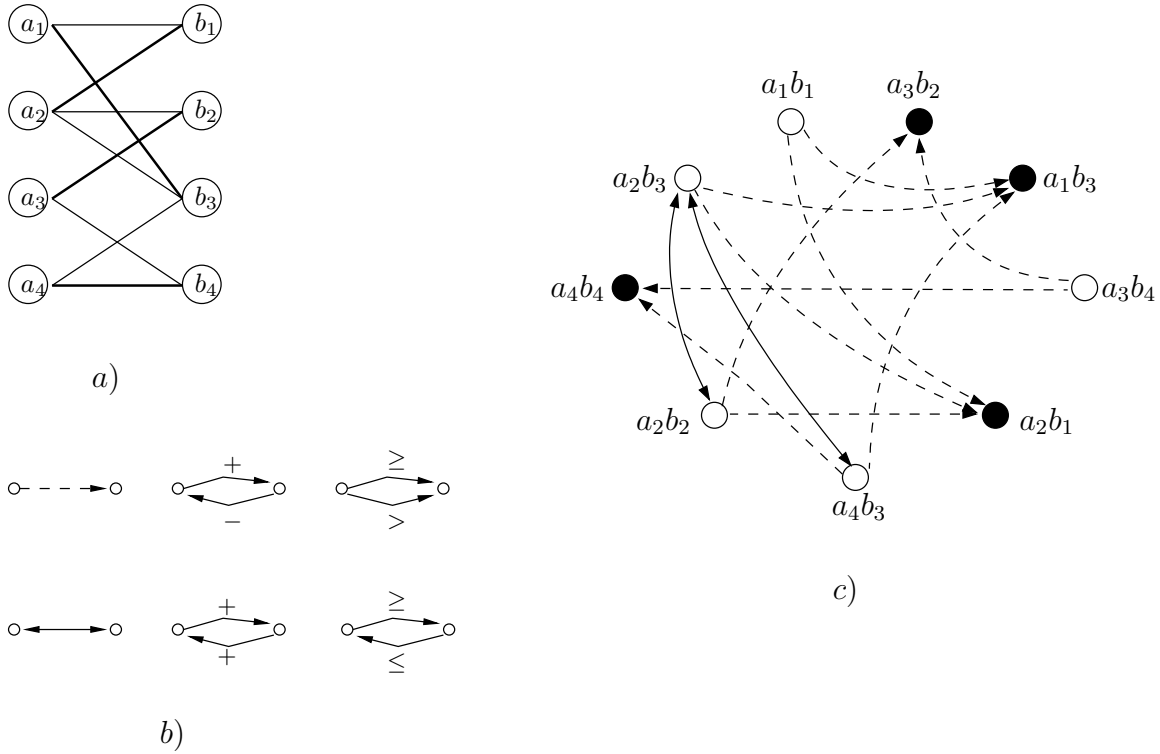 a₁ b₁
a₂ b₂
a₃ b₃
a₄ b₄
a)
+ ≥
− >
+ ≥
+ ≤
b)
a₁b₁ a₃b₂
a₂b₃ a₁b₃
a₄b₄ a₃b₄
a₂b₂ a₂b₁
a₄b₃
c)